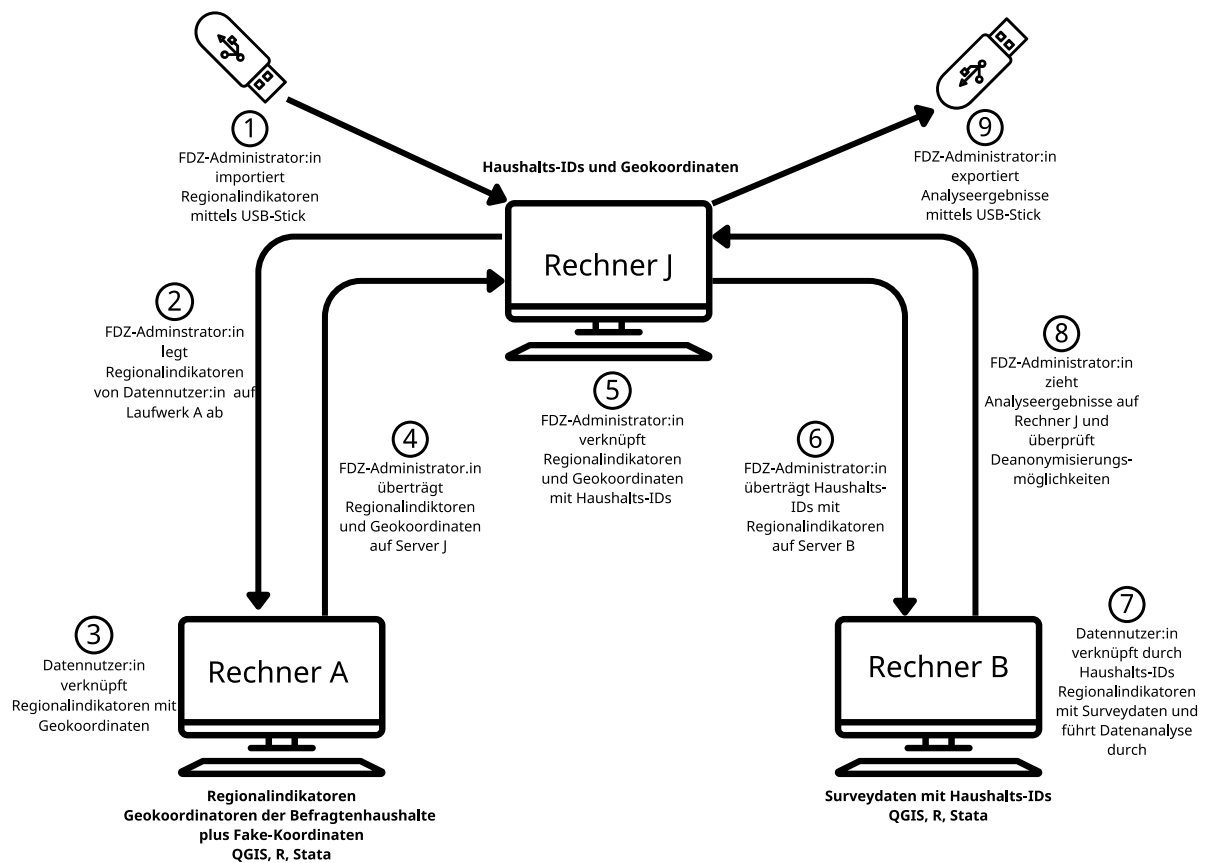 1
FDZ-Administrator:in
importiert
Regionalindikatoren
mittels USB-Stick
9
FDZ-Administrator:in
exportiert
Analyseergebnisse
mittels USB-Stick
Haushalts-IDs und Geokoordinaten
Rechner J
2
FDZ-Adminstrator:in
legt
Regionalindikatoren
von Datennutzer:in auf
Laufwerk A ab
4
FDZ-Administrator.in
überträgt
Regionalindiktoren
und Geokoordinaten
auf Server J
5
FDZ-Administrator:in
verknüpft
Regionalindikatoren
und Geokoordinaten
mit Haushalts-IDs
6
FDZ-Administrator:in
überträgt Haushalts-
IDs mit
Regionalindikatoren
auf Server B
8
FDZ-Administrator:in
zieht
Analyseergebnisse auf
Rechner J und
überprüft
Deanonymisierungs-
möglichkeiten
3
Datennutzer:in
verknüpft
Regionalindikatoren mit
Geokoordinaten
Rechner A
Regionalindikatoren
Geokoordinatoren der Befragtenhaushalte
plus Fake-Koordinaten
QGIS, R, Stata
Rechner B
Surveydaten mit Haushalts-IDs
QGIS, R, Stata
7
Datennutzer:in
verknüpft durch
Haushalts-IDs
Regionalindikatoren
mit Surveydaten und
führt Datenanalyse
durch